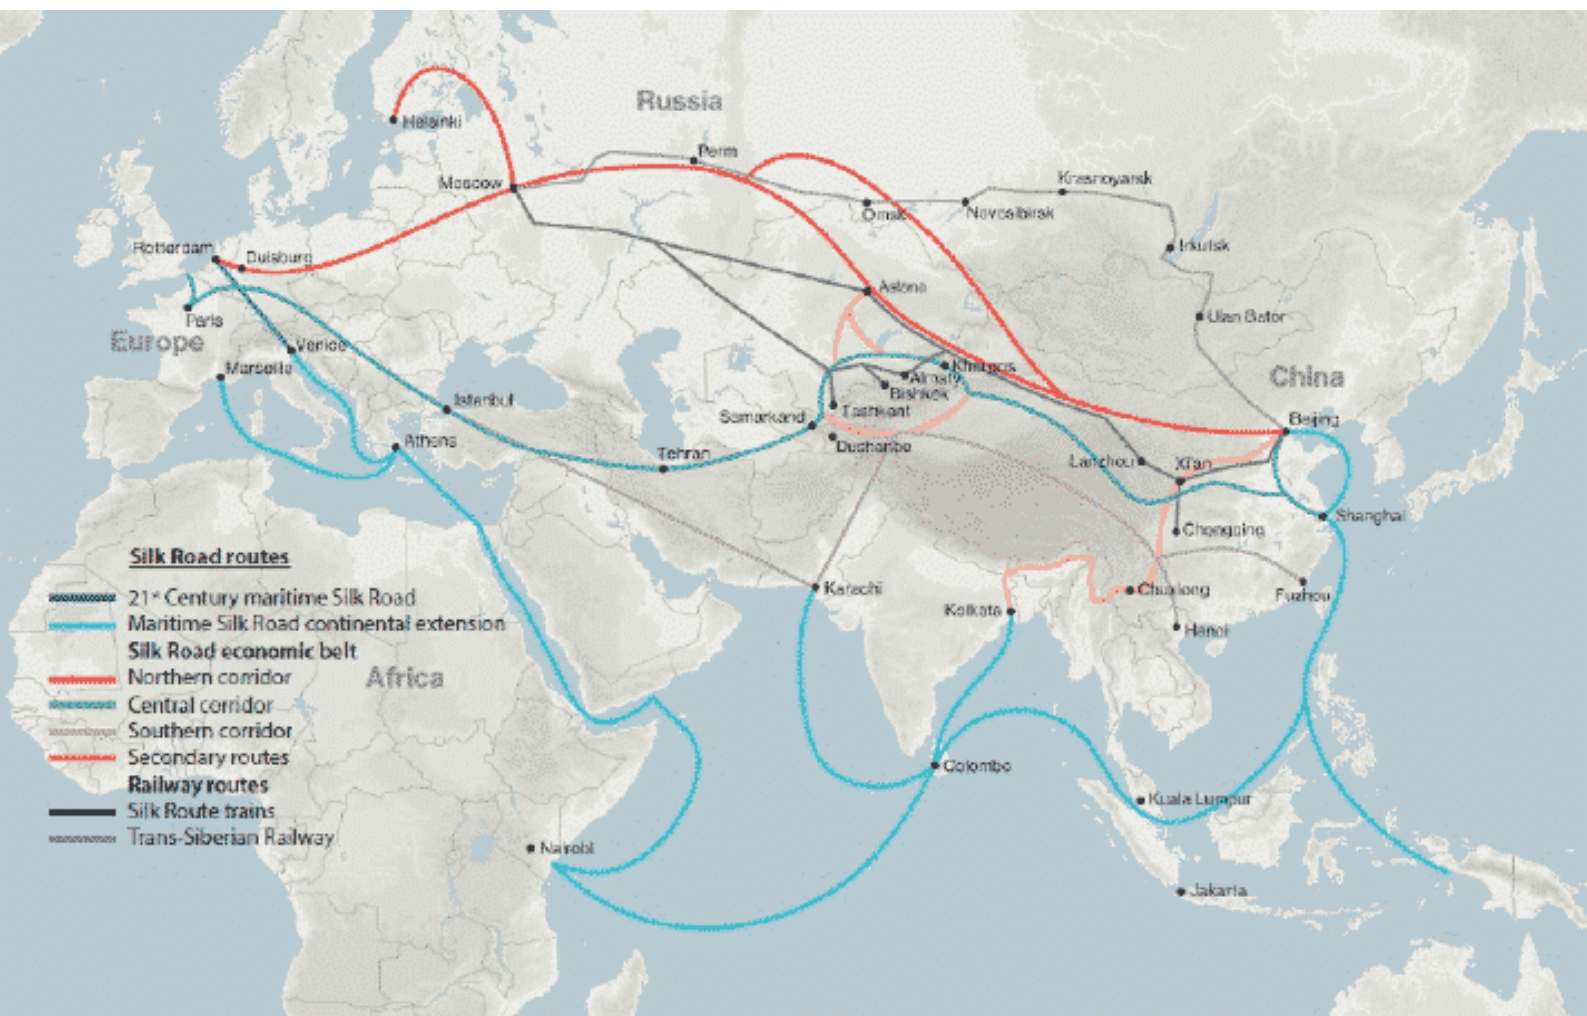 Russia
Helsinki
Perm
Moscow
Krasnoyarsk
Omsk
Novosibirsk
Rotterdam
Duisburg
Irkutsk
Astana
Ulan Bator
Paris
Europe
Venice
Marseille
Almaty
Bishkek
China
Istanbul
Tashkent
Samarkand
Beijing
Athens
Dushanbe
Tehran
Lanzhou
Xi'an
Shanghai
Chongqing
Silk Road routes
21st Century maritime Silk Road
Maritime Silk Road continental extension
Silk Road economic belt
Northern corridor
Central corridor
Southern corridor
Secondary routes
Railway routes
Silk Route trains
Trans-Siberian Railway
Africa
Karachi
Kolkata
Fuzhou
Hanoi
Colombo
Kuala Lumpur
Nairobi
Jakarta